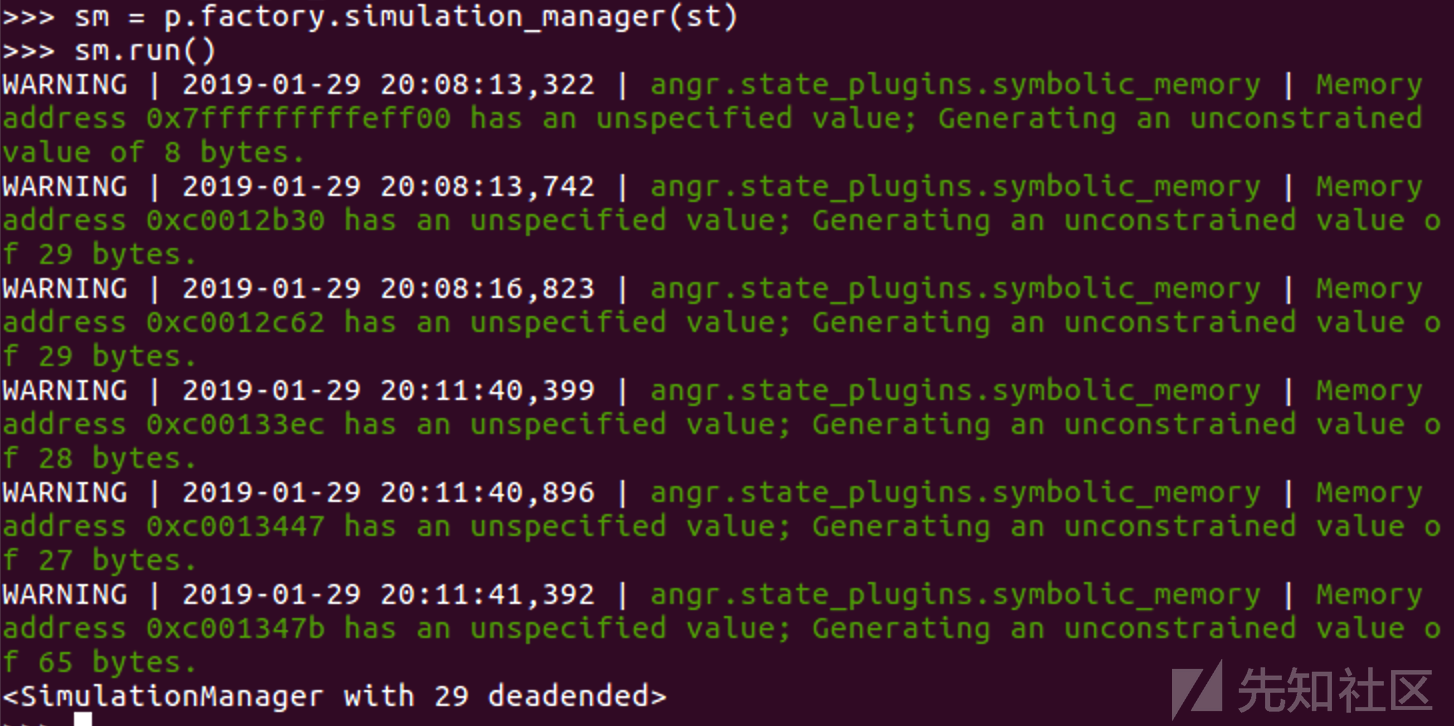 >>> sm = p.factory.simulation_manager(st)
>>> sm.run()
WARNING | 2019-01-29 20:08:13,322 | angr.state_plugins.symbolic_memory | Memory
address 0x7fffffffffeff00 has an unspecified value; Generating an unconstrained
value of 8 bytes.
WARNING | 2019-01-29 20:08:13,742 | angr.state_plugins.symbolic_memory | Memory
address 0xc0012b30 has an unspecified value; Generating an unconstrained value o
f 29 bytes.
WARNING | 2019-01-29 20:08:16,823 | angr.state_plugins.symbolic_memory | Memory
address 0xc0012c62 has an unspecified value; Generating an unconstrained value o
f 29 bytes.
WARNING | 2019-01-29 20:11:40,399 | angr.state_plugins.symbolic_memory | Memory
address 0xc00133ec has an unspecified value; Generating an unconstrained value o
f 28 bytes.
WARNING | 2019-01-29 20:11:40,896 | angr.state_plugins.symbolic_memory | Memory
address 0xc0013447 has an unspecified value; Generating an unconstrained value o
f 27 bytes.
WARNING | 2019-01-29 20:11:41,392 | angr.state_plugins.symbolic_memory | Memory
address 0xc001347b has an unspecified value; Generating an unconstrained value o
f 65 bytes.
<SimulationManager with 29 deadended>
>>>
先知社区